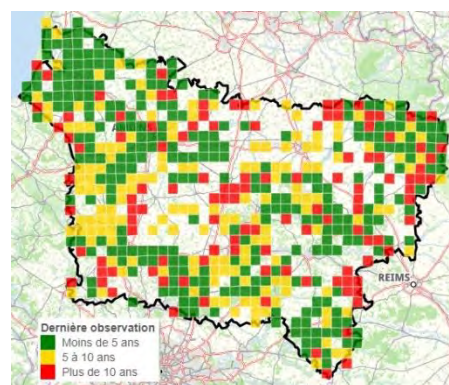 REIMS
Dernière observation
Moins de 5 ans
5 à 10 ans
Plus de 10 ans